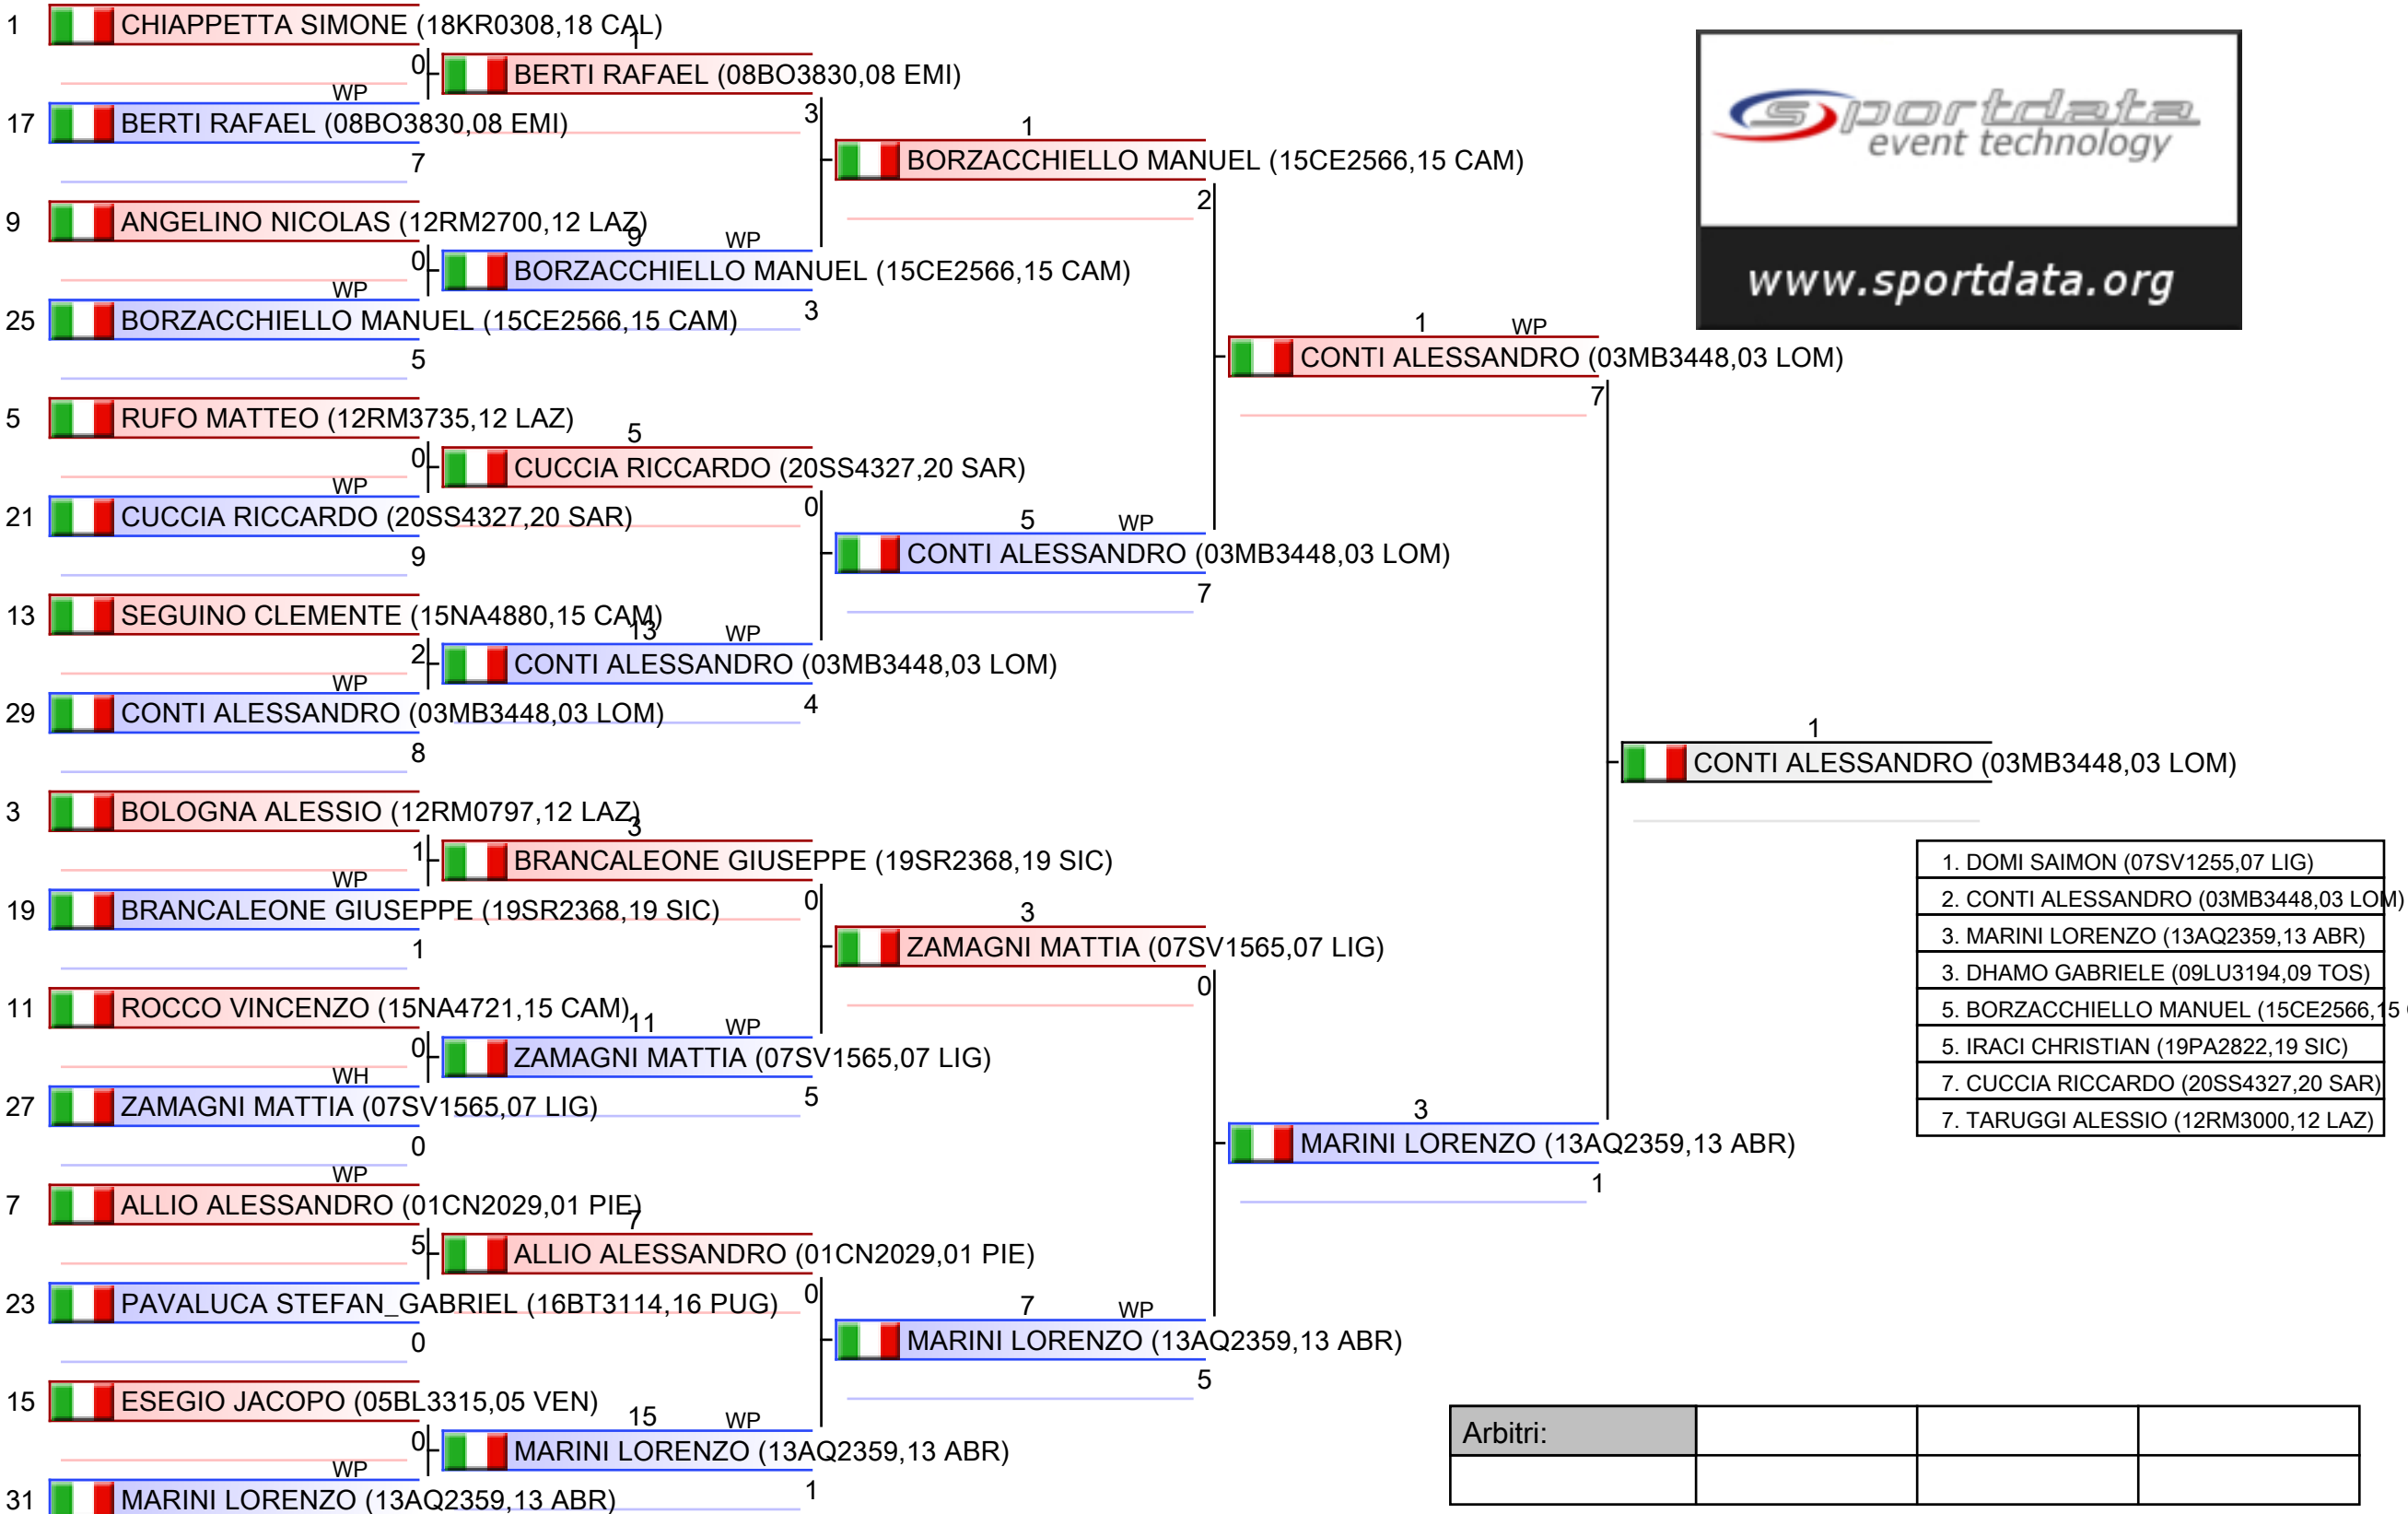 1 CHIAPPETTA SIMONE (18KR0308,18 CAL)
0
WP
17 BERTI RAFAEL (08BO3830,08 EMI)
7
9 ANGELINO NICOLAS (12RM2700,12 LAZ)
0
WP
25 BORZACCHIELLO MANUEL (15CE2566,15 CAM)
5
5 RUFO MATTEO (12RM3735,12 LAZ)
0
WP
21 CUCCIA RICCARDO (20SS4327,20 SAR)
9
13 SEGUINO CLEMENTE (15NA4880,15 CAM)
2
WP
29 CONTI ALESSANDRO (03MB3448,03 LOM)
8
3 BOLOGNA ALESSIO (12RM0797,12 LAZ)
1
WP
19 BRANCALEONE GIUSEPPE (19SR2368,19 SIC)
1
11 ROCCO VINCENZO (15NA4721,15 CAM)
0
WH
27 ZAMAGNI MATTIA (07SV1565,07 LIG)
0
WP
7 ALLIO ALESSANDRO (01CN2029,01 PIE)
5
23 PAVALUCA STEFAN_GABRIEL (16BT3114,16 PUG)
0
15 ESEGIO JACOPO (05BL3315,05 VEN)
0
WP
31 MARINI LORENZO (13AQ2359,13 ABR)
1
BERTI RAFAEL (08BO3830,08 EMI)
3
9 WP
BORZACCHIELLO MANUEL (15CE2566,15 CAM)
3
5
CUCCIA RICCARDO (20SS4327,20 SAR)
0
13 WP
CONTI ALESSANDRO (03MB3448,03 LOM)
4
3
BRANCALEONE GIUSEPPE (19SR2368,19 SIC)
0
11 WP
ZAMAGNI MATTIA (07SV1565,07 LIG)
5
7
ALLIO ALESSANDRO (01CN2029,01 PIE)
0
15 WP
MARINI LORENZO (13AQ2359,13 ABR)
1
1
BORZACCHIELLO MANUEL (15CE2566,15 CAM)
2
5 WP
CONTI ALESSANDRO (03MB3448,03 LOM)
7
3
ZAMAGNI MATTIA (07SV1565,07 LIG)
0
7 WP
MARINI LORENZO (13AQ2359,13 ABR)
5
1 WP
CONTI ALESSANDRO (03MB3448,03 LOM)
7
3
MARINI LORENZO (13AQ2359,13 ABR)
1
1
CONTI ALESSANDRO (03MB3448,03 LOM)
sportdata
event technology
www.sportdata.org
1. DOMI SAIMON (07SV1255,07 LIG)
2. CONTI ALESSANDRO (03MB3448,03 LOM)
3. MARINI LORENZO (13AQ2359,13 ABR)
3. DHAMO GABRIELE (09LU3194,09 TOS)
5. BORZACCHIELLO MANUEL (15CE2566,15
5. IRACI CHRISTIAN (19PA2822,19 SIC)
7. CUCCIA RICCARDO (20SS4327,20 SAR)
7. TARUGGI ALESSIO (12RM3000,12 LAZ)
Arbitri: